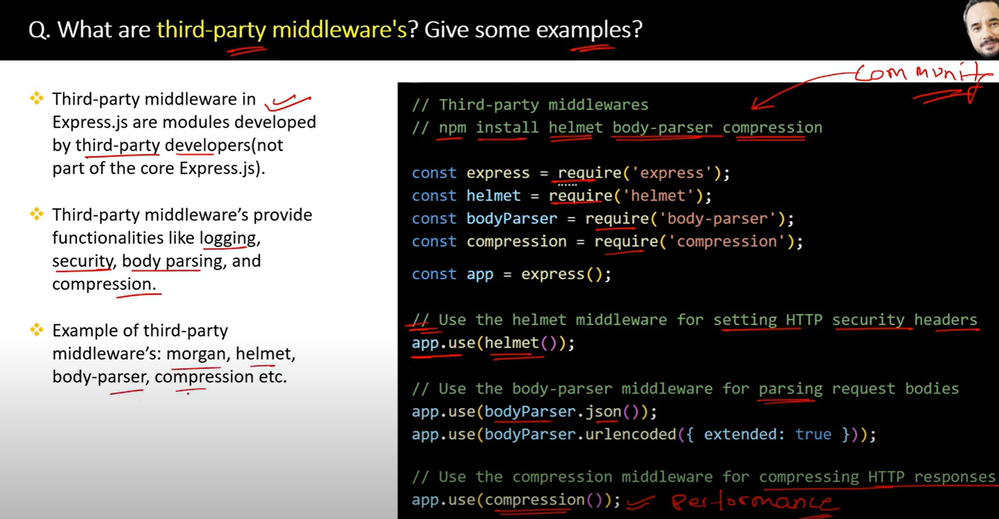 Q. What are third-party middleware's? Give some examples?
Third-party middleware in
Express.js are modules developed
by third-party developers(not
part of the core Express.js).
Third-party middleware’s provide
functionalities like logging,
security, body parsing, and
compression.
Example of third-party
middleware’s: morgan, helmet,
body-parser, compression etc.
Community
// Third-party middlewares
// npm install helmet body-parser compression
const express = require('express');
const helmet = require('helmet');
const bodyParser = require('body-parser');
const compression = require('compression');
const app = express();
// Use the helmet middleware for setting HTTP security headers
app.use(helmet());
// Use the body-parser middleware for parsing request bodies
app.use(bodyParser.json());
app.use(bodyParser.urlencoded({ extended: true }));
// Use the compression middleware for compressing HTTP responses
app.use(compression()); Performance